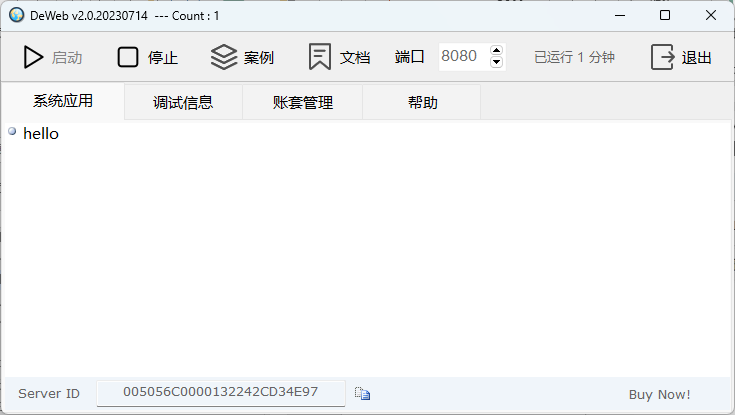 DeWeb v2.0.20230714 --- Count : 1
启动 停止 案例 文档 端口 8080 已运行 1 分钟 退出
系统应用 调试信息 账套管理 帮助
hello
Server ID 005056C0000132242CD34E97 Buy Now!